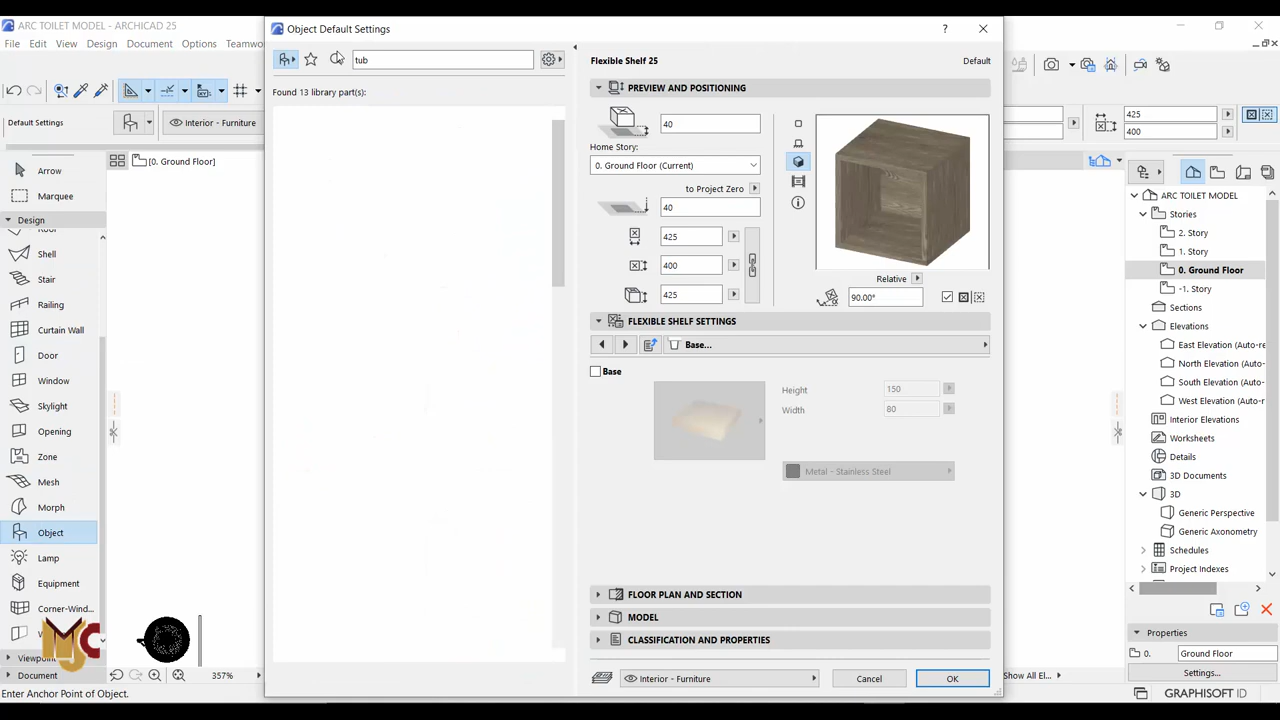 ARC TOILET MODEL - ARCHICAD 25
File Edit View Design Document Options Teamwo
Default Settings
Interior - Furniture
[0. Ground Floor]
Arrow
Marquee
Design
Shell
Stair
Railing
Curtain Wall
Door
Window
Skylight
Opening
Zone
Mesh
Morph
Object
Lamp
Equipment
Corner-Wind...
Viewpoin
Document
357%
Enter Anchor Point of Object.
Object Default Settings
?
tub
Found 13 library part(s):
Flexible Shelf 25
Default
PREVIEW AND POSITIONING
40
Home Story:
0. Ground Floor (Current)
to Project Zero
40
425
400
425
Relative
90.00°
FLEXIBLE SHELF SETTINGS
Base...
Base
Height 150
Width 80
Metal - Stainless Steel
FLOOR PLAN AND SECTION
MODEL
CLASSIFICATION AND PROPERTIES
Interior - Furniture
Cancel
OK
425
400
ARC TOILET MODEL
Stories
2. Story
1. Story
0. Ground Floor
-1. Story
Sections
Elevations
East Elevation (Auto-re
North Elevation (Auto-
South Elevation (Auto-r
West Elevation (Auto-r
Interior Elevations
Worksheets
Details
3D Documents
3D
Generic Perspective
Generic Axonometry
Schedules
Project Indexes
Properties
0. Ground Floor
Settings...
Show All El...
GRAPHISOFT ID